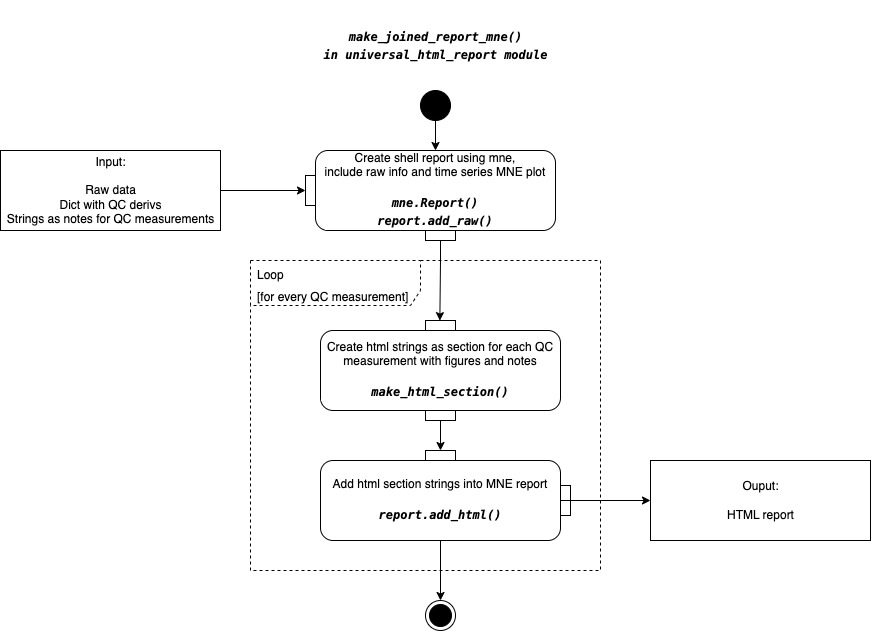 make_joined_report_mne()
in universal_html_report module
Input:
Raw data
Dict with QC derivs
Strings as notes for QC measurements
Create shell report using mne,
include raw info and time series MNE plot
mne.Report()
report.add_raw()
Loop
[for every QC measurement]
Create html strings as section for each QC
measurement with figures and notes
make_html_section()
Add html section strings into MNE report
report.add_html()
Ouput:
HTML report